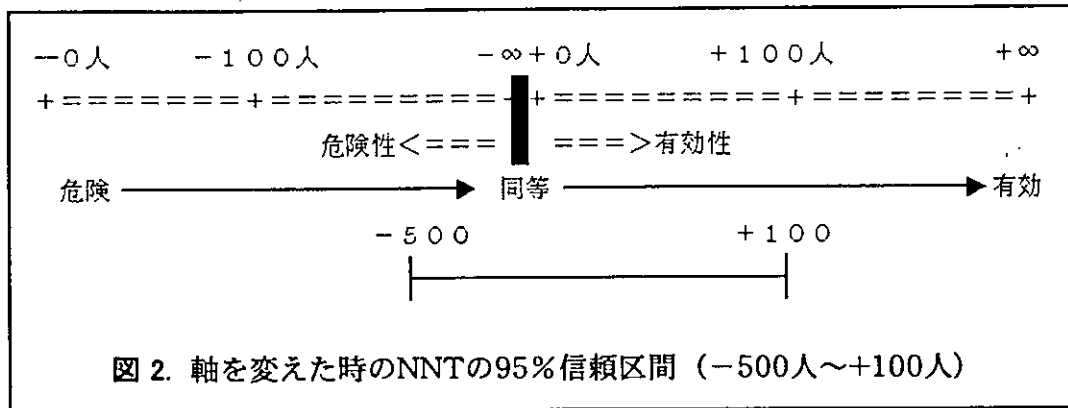 −−0人 −100人 −∞+0人 +100人 +∞
+=======+========-+========+=======+
危険性<=== ===>有効性
危険 同等 有効
−500 +100
図 2. 軸を変えた時のNNTの95%信頼区間（−500人〜+100人）